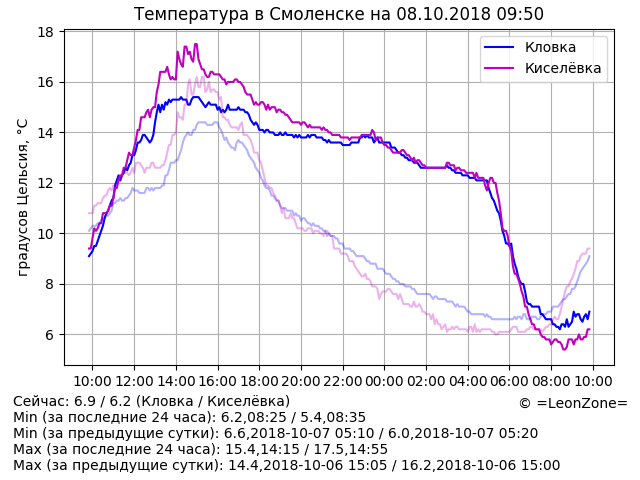 Температура в Смоленске на 08.10.2018 09:50
градусов Цельсия, °C
18
16
14
12
10
8
6
Кловка
Киселёвка
10:00 12:00 14:00 16:00 18:00 20:00 22:00 00:00 02:00 04:00 06:00 08:00 10:00
Сейчас: 6.9 / 6.2 (Кловка / Киселёвка)
© =LeonZone=
Min (за последние 24 часа): 6.2,08:25 / 5.4,08:35
Min (за предыдущие сутки): 6.6,2018-10-07 05:10 / 6.0,2018-10-07 05:20
Max (за последние 24 часа): 15.4,14:15 / 17.5,14:55
Max (за предыдущие сутки): 14.4,2018-10-06 15:05 / 16.2,2018-10-06 15:00